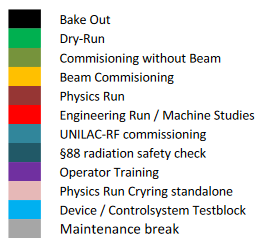 Bake Out
Dry-Run
Commisioning without Beam
Beam Commisioning
Physics Run
Engineering Run / Machine Studies
UNILAC-RF commissioning
§88 radiation safety check
Operator Training
Physics Run Cryring standalone
Device / Controlsystem Testblock
Maintenance break